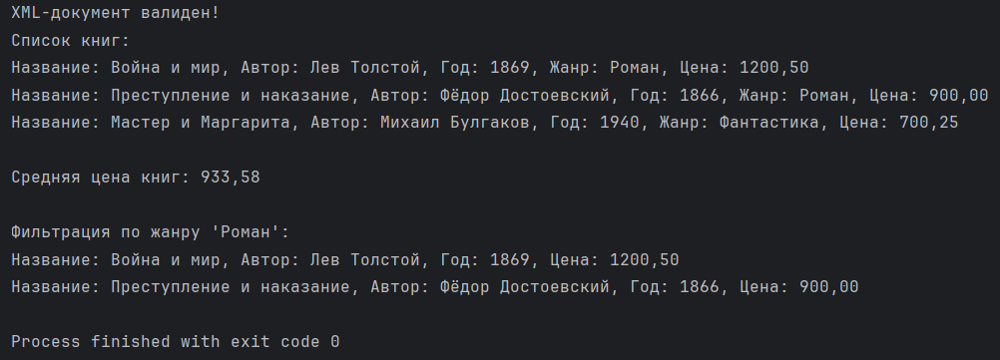 XML-документ валиден!
Список книг:
Название: Война и мир, Автор: Лев Толстой, Год: 1869, Жанр: Роман, Цена: 1200,50
Название: Преступление и наказание, Автор: Фёдор Достоевский, Год: 1866, Жанр: Роман, Цена: 900,00
Название: Мастер и Маргарита, Автор: Михаил Булгаков, Год: 1940, Жанр: Фантастика, Цена: 700,25
Средняя цена книг: 933,58
Фильтрация по жанру 'Роман':
Название: Война и мир, Автор: Лев Толстой, Год: 1869, Цена: 1200,50
Название: Преступление и наказание, Автор: Фёдор Достоевский, Год: 1866, Цена: 900,00
Process finished with exit code 0